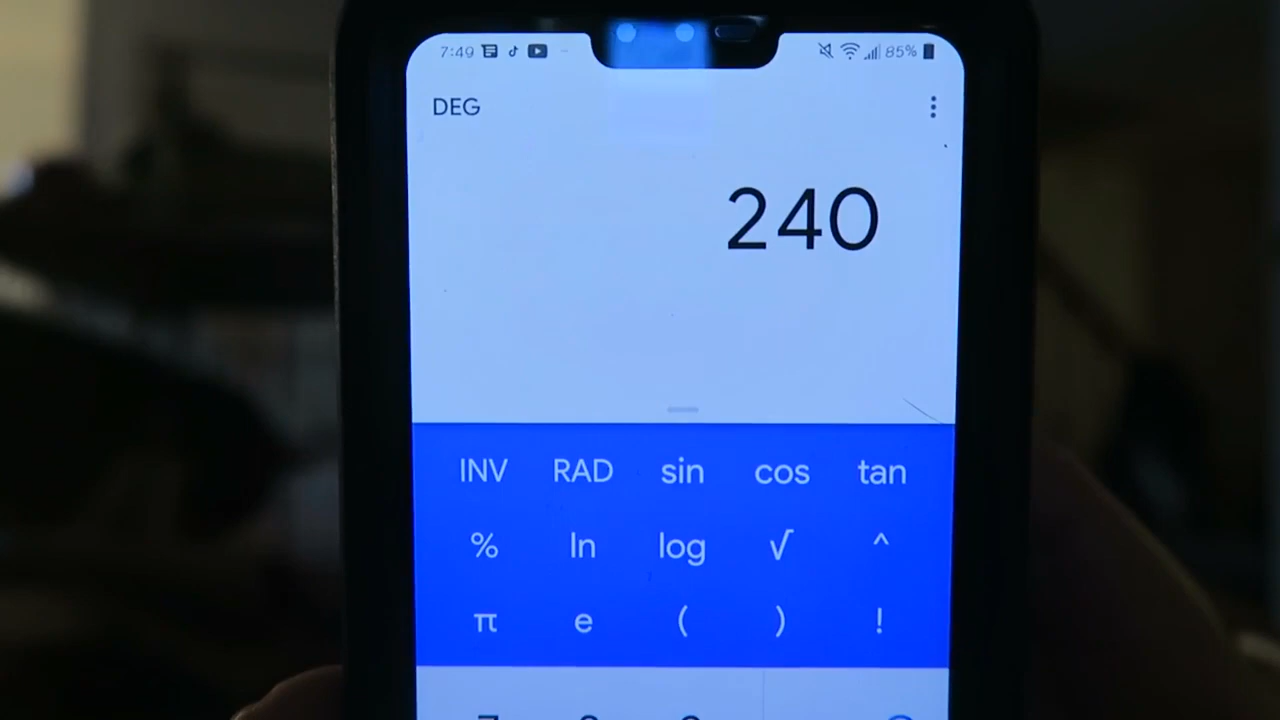 7:49 85%
DEG
240
INV RAD sin cos tan
% ln log √ ^
π e ( ) !